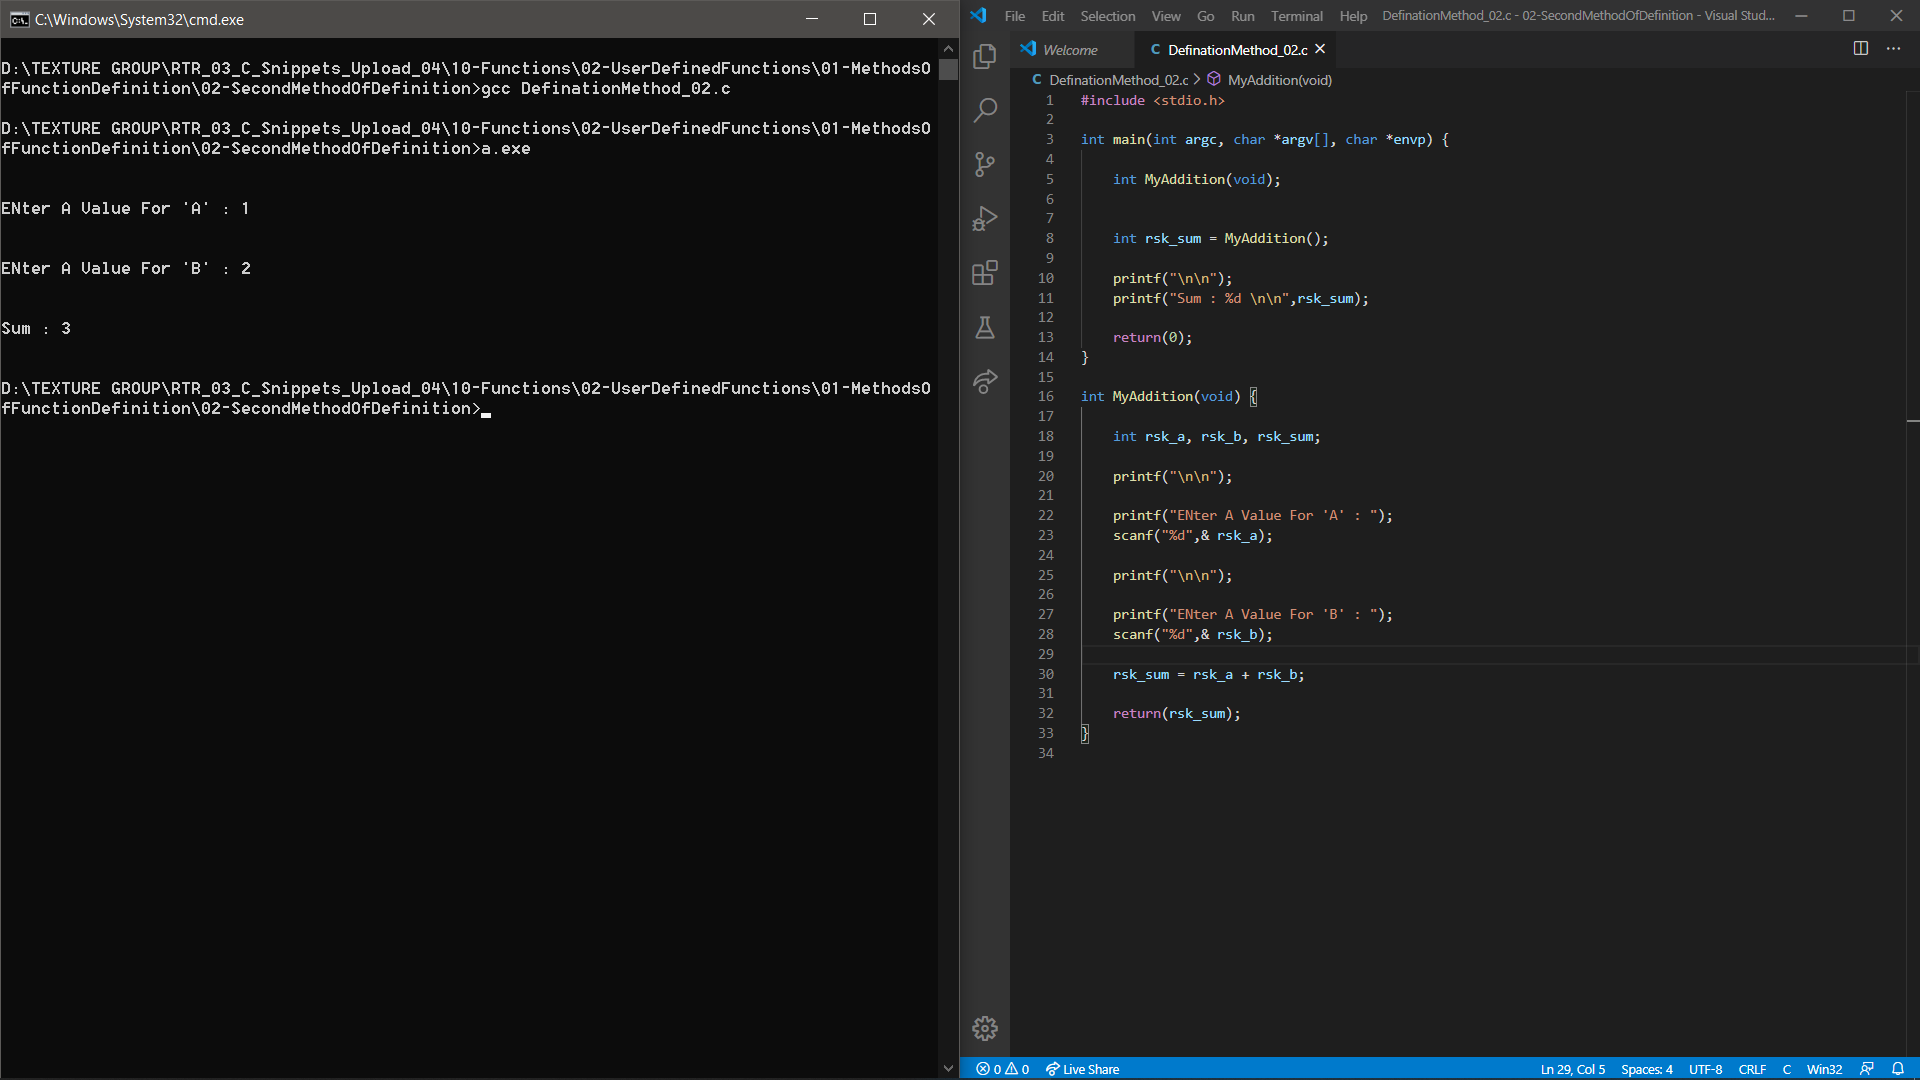 C:\Windows\System32\cmd.exe
D:\TEXTURE GROUP\RTR_03_C_Snippets_Upload_04\10-Functions\02-UserDefinedFunctions\01-MethodsO
fFunctionDefinition\02-SecondMethodOfDefinition>gcc DefinationMethod_02.c
D:\TEXTURE GROUP\RTR_03_C_Snippets_Upload_04\10-Functions\02-UserDefinedFunctions\01-MethodsO
fFunctionDefinition\02-SecondMethodOfDefinition>a.exe
ENter A Value For 'A' : 1
ENter A Value For 'B' : 2
Sum : 3
D:\TEXTURE GROUP\RTR_03_C_Snippets_Upload_04\10-Functions\02-UserDefinedFunctions\01-MethodsO
fFunctionDefinition\02-SecondMethodOfDefinition>
File Edit Selection View Go Run Terminal Help DefinationMethod_02.c - 02-SecondMethodOfDefinition - Visual Stud...
Welcome C DefinationMethod_02.c
C DefinationMethod_02.c > MyAddition(void)
1 #include <stdio.h>
2
3 int main(int argc, char *argv[], char *envp) {
4
5 int MyAddition(void);
6
7
8 int rsk_sum = MyAddition();
9
10 printf("\n\n");
11 printf("Sum : %d \n\n",rsk_sum);
12
13 return(0);
14 }
15
16 int MyAddition(void) {
17
18 int rsk_a, rsk_b, rsk_sum;
19
20 printf("\n\n");
21
22 printf("ENter A Value For 'A' : ");
23 scanf("%d",& rsk_a);
24
25 printf("\n\n");
26
27 printf("ENter A Value For 'B' : ");
28 scanf("%d",& rsk_b);
29
30 rsk_sum = rsk_a + rsk_b;
31
32 return(rsk_sum);
33 }
34
0 0 Live Share Ln 29, Col 5 Spaces: 4 UTF-8 CRLF C Win32